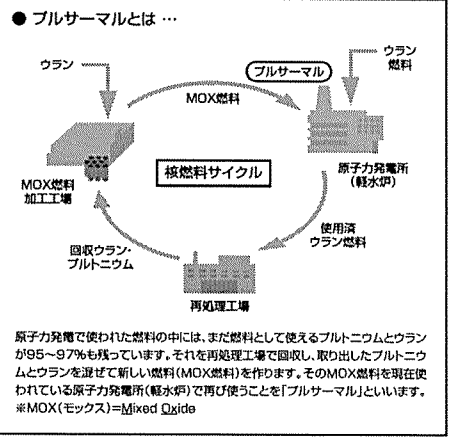 ● プルサーマルとは …
ウラン
プルサーマル
ウラン
燃料
MOX燃料
核燃料サイクル
MOX燃料
加工工場
原子力発電所
(軽水炉)
使用済
ウラン燃料
回収ウラン・
プルトニウム
再処理工場
原子力発電で使われた燃料の中には、まだ燃料として使えるプルトニウムとウラン
が95〜97%も残っています。それを再処理工場で回収し、取り出したプルトニウ
ムとウランを混ぜて新しい燃料(MOX燃料)を作ります。そのMOX燃料を現在使
われている原子力発電所(軽水炉)で再び使うことを「プルサーマル」といいます。
※MOX(モックス)=Mixed Oxide